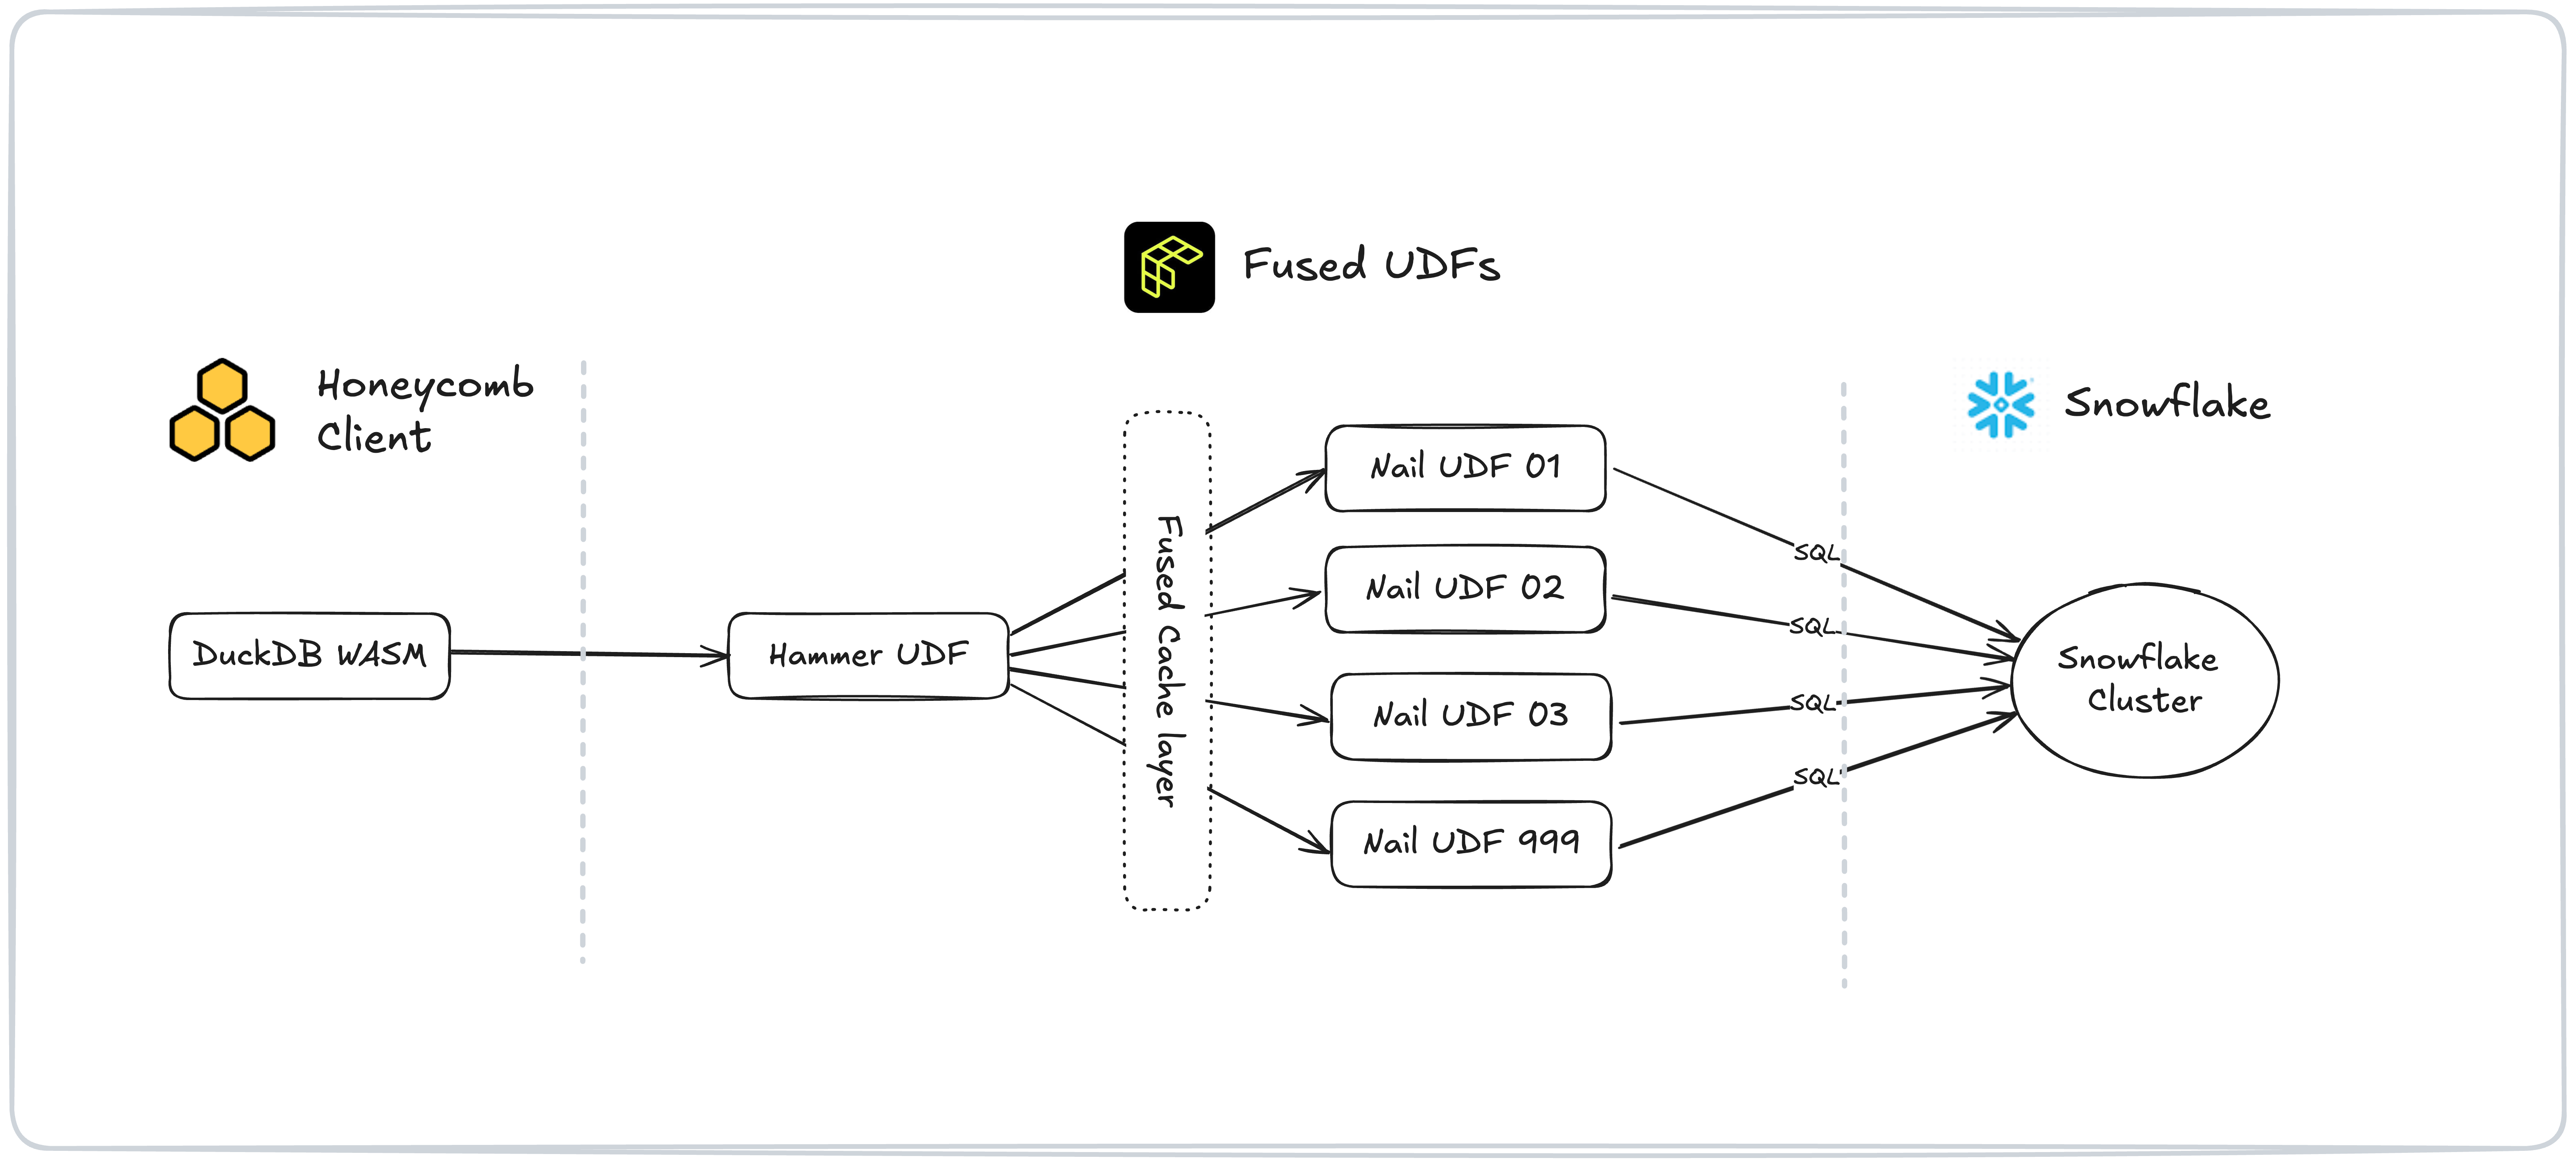 Fused UDFs
Honeycomb
Client
Snowflake
DuckDB WASM
Hammer UDF
Fused Cache layer
Nail UDF 01
Nail UDF 02
Nail UDF 03
Nail UDF 999
SQL
SQL
SQL
SQL
Snowflake
Cluster